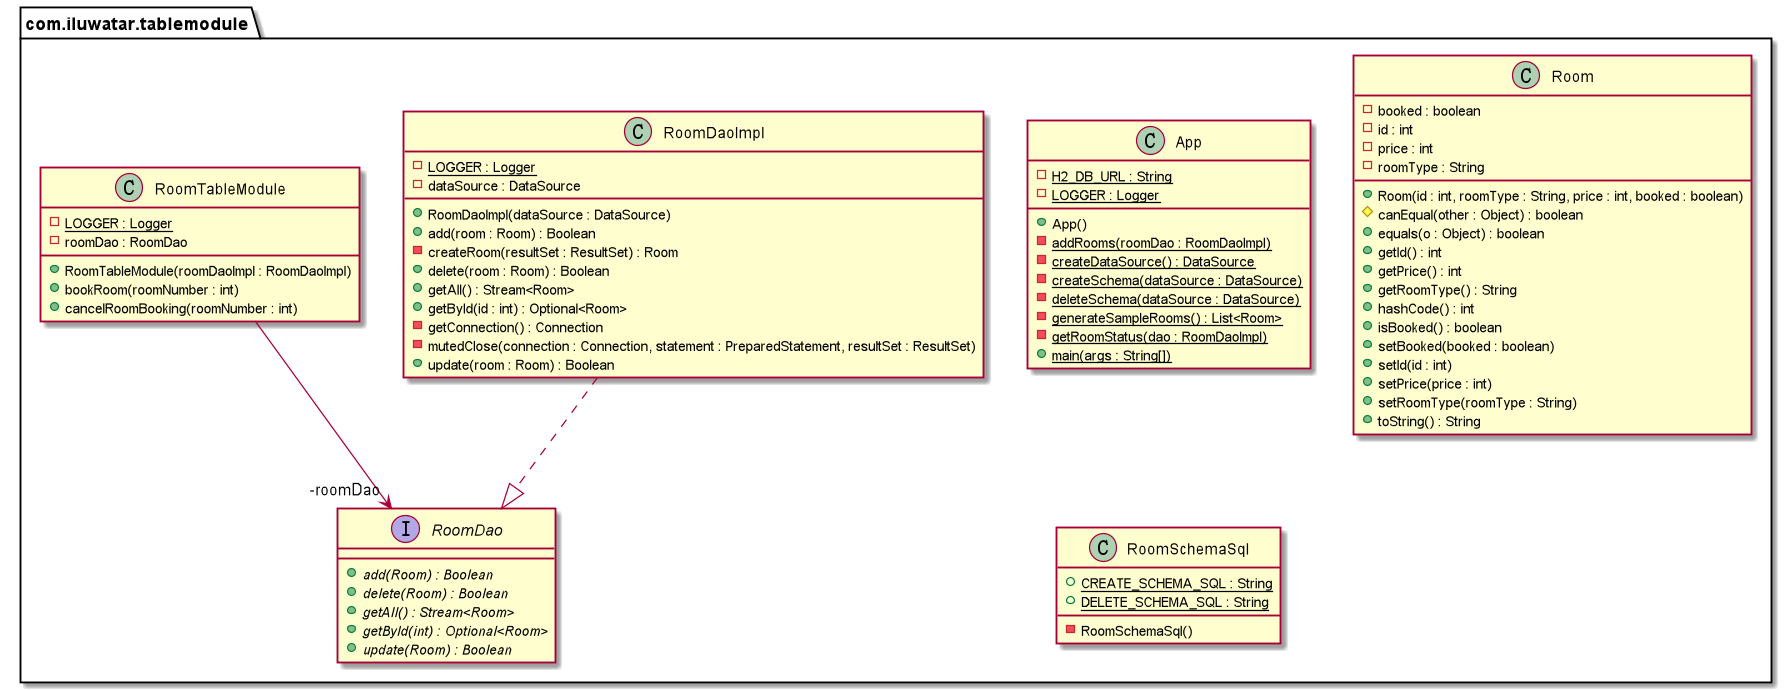 com.iluwatar.tablemodule
C RoomTableModule
LOGGER : Logger
roomDao : RoomDao
RoomTableModule(roomDaoImpl : RoomDaoImpl)
bookRoom(roomNumber : int)
cancelRoomBooking(roomNumber : int)
C RoomDaoImpl
LOGGER : Logger
dataSource : DataSource
RoomDaoImpl(dataSource : DataSource)
add(room : Room) : Boolean
createRoom(resultSet : ResultSet) : Room
delete(room : Room) : Boolean
getAll() : Stream<Room>
getById(id : int) : Optional<Room>
getConnection() : Connection
mutedClose(connection : Connection, statement : PreparedStatement, resultSet : ResultSet)
update(room : Room) : Boolean
C App
H2_DB_URL : String
LOGGER : Logger
App()
addRooms(roomDao : RoomDaoImpl)
createDataSource() : DataSource
createSchema(dataSource : DataSource)
deleteSchema(dataSource : DataSource)
generateSampleRooms() : List<Room>
getRoomStatus(dao : RoomDaoImpl)
main(args : String[])
C Room
booked : boolean
id : int
price : int
roomType : String
Room(id : int, roomType : String, price : int, booked : boolean)
canEqual(other : Object) : boolean
equals(o : Object) : boolean
getId() : int
getPrice() : int
getRoomType() : String
hashCode() : int
isBooked() : boolean
setBooked(booked : boolean)
setId(id : int)
setPrice(price : int)
setRoomType(roomType : String)
toString() : String
-roomDao
I RoomDao
add(Room) : Boolean
delete(Room) : Boolean
getAll() : Stream<Room>
getById(int) : Optional<Room>
update(Room) : Boolean
C RoomSchemaSql
CREATE_SCHEMA_SQL : String
DELETE_SCHEMA_SQL : String
RoomSchemaSql()